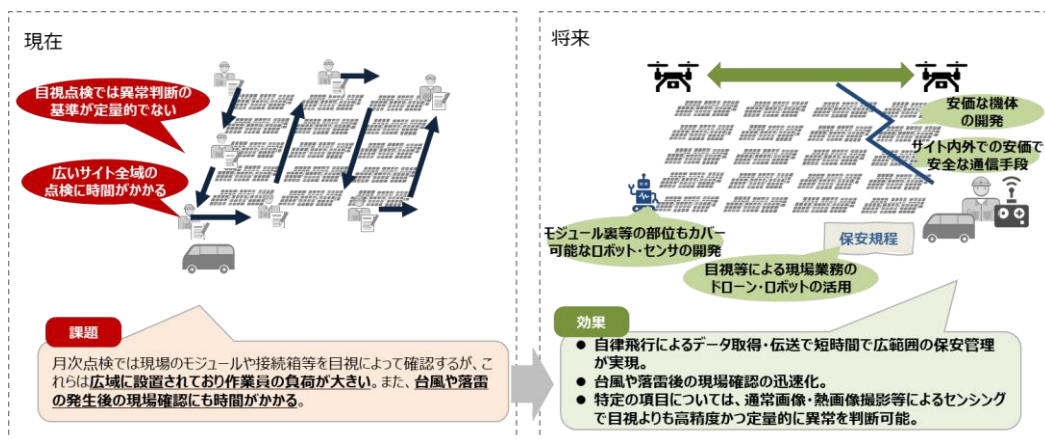 現在
目視点検では異常判断の
基準が定量的でない
広いサイト全域の
点検に時間がかかる
課題
月次点検では現場のモジュールや接続箱等を目視によって確認するが、こ
れらは広域に設置されており作業員の負荷が大きい。また、台風や落雷
の発生後の現場確認にも時間がかかる。
将来
安価な機体
の開発
サイト内外での安価で
安全な通信手段
モジュール裏等の部位もカバー
可能なロボット・センサの開発
保安規程
目視等による現場業務の
ドローン・ロボットの活用
効果
● 自律飛行によるデータ取得・伝送で短時間で広範囲の保安管理
が実現。
● 台風や落雷後の現場確認の迅速化。
● 特定の項目については、通常画像・熱画像撮影等によるセンシング
で目視よりも高精度かつ定量的に異常を判断可能。